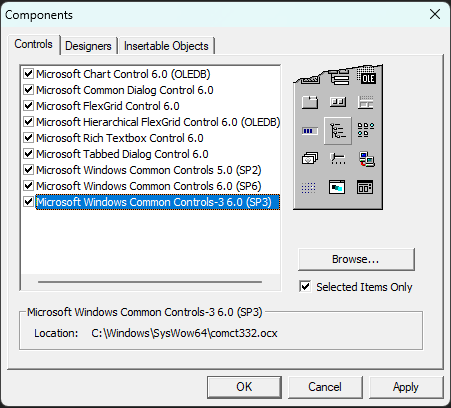 Components
Controls Designers Insertable Objects
Microsoft Chart Control 6.0 (OLEDB)
Microsoft Common Dialog Control 6.0
Microsoft FlexGrid Control 6.0
Microsoft Hierarchical FlexGrid Control 6.0 (OLEDB)
Microsoft Rich Textbox Control 6.0
Microsoft Tabbed Dialog Control 6.0
Microsoft Windows Common Controls 5.0 (SP2)
Microsoft Windows Common Controls 6.0 (SP6)
Microsoft Windows Common Controls-3 6.0 (SP3)
OLE
Browse...
Selected Items Only
Microsoft Windows Common Controls-3 6.0 (SP3)
Location: C:\Windows\SysWow64\comct332.ocx
OK Cancel Apply